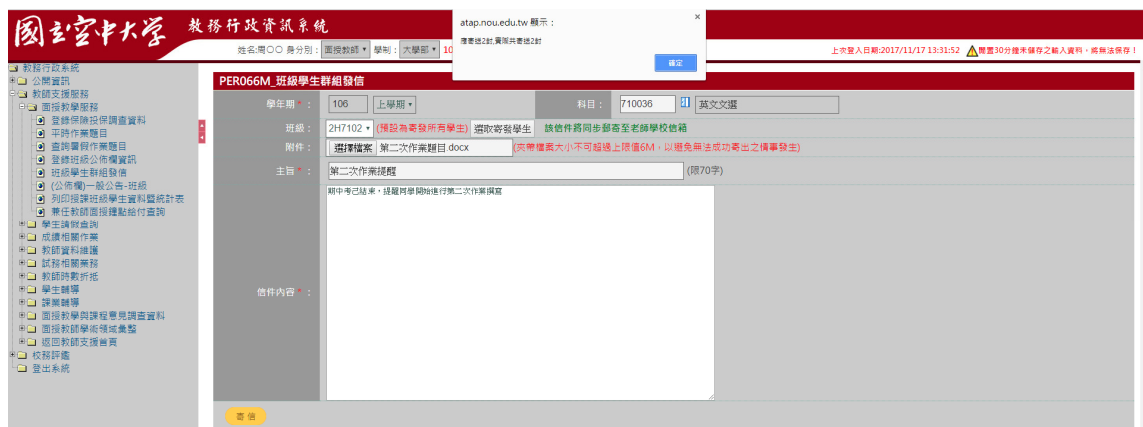 國立空中大學 教務行政資訊系統
atap.nou.edu.tw 顯示：
應寄送2封,實際共寄送2封
確定
姓名:周○○ 身分別： 面授教師 學制： 大學部 10
上次登入日期:2017/11/17 13:31:52 閒置30分鐘未儲存之輸入資料，將無法保存！
教務行政系統
公開資訊
教師支援服務
面授教學服務
登錄保險投保調查資料
平時作業題目
查詢暑假作業題目
登錄班級公佈欄資訊
班級學生群組發信
(公佈欄)一般公告-班級
列印授課班級學生資料暨統計表
兼任教師面授鐘點給付查詢
學生請假查詢
成績相關作業
教師資料維護
試務相關業務
教師時數折抵
學生輔導
課業輔導
面授教學與課程意見調查資料
面授教師學術領域彙整
返回教師支援首頁
校務評鑑
登出系統
PER066M_班級學生群組發信
學年期*： 106 上學期 科目： 710036 英文文選
班級： 2H7102 (預設為寄發所有學生) 選取寄發學生 該信件將同步郵寄至老師學校信箱
附件： 選擇檔案 第二次作業題目.docx (夾帶檔案大小不可超過上限值6M，以避免無法成功寄出之情事發生)
主旨*： 第二次作業提醒 (限70字)
信件內容*： 期中考已結束，提醒同學開始進行第二次作業撰寫
寄信